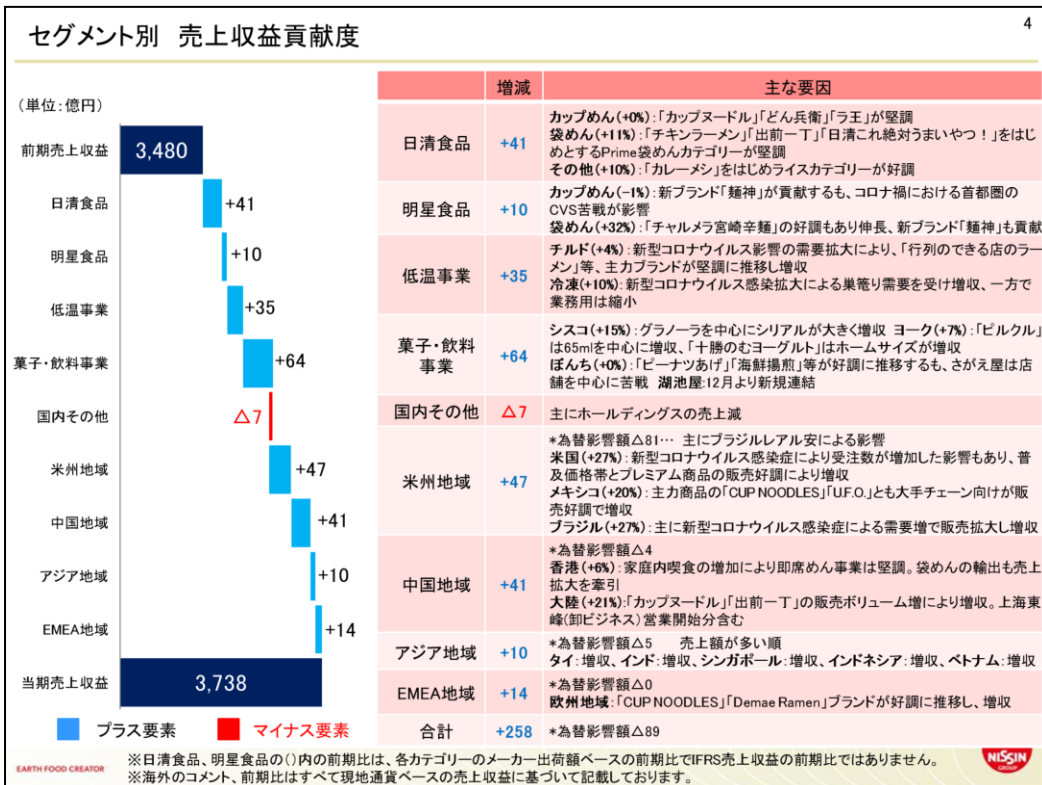 4
セグメント別 売上収益貢献度
(単位:億円)
前期売上収益 3,480
日清食品 +41
明星食品 +10
低温事業 +35
菓子・飲料事業 +64
国内その他 △7
米州地域 +47
中国地域 +41
アジア地域 +10
EMEA地域 +14
当期売上収益 3,738
プラス要素 マイナス要素
増減 主な要因
日清食品 +41
カップめん(+0%):「カップヌードル」「どん兵衛」「ラ王」が堅調
袋めん(+11%):「チキンラーメン」「出前一丁」「日清これ絶対うまいやつ!」をはじ
めとするPrime袋めんカテゴリーが堅調
その他(+10%):「カレーメシ」をはじめライスカテゴリーが好調
明星食品 +10
カップめん(-1%):新ブランド「麺神」が貢献するも、コロナ禍における首都圏の
CVS苦戦が影響
袋めん(+32%):「チャルメラ宮崎辛麺」の好調もあり伸長、新ブランド「麺神」も貢献
低温事業 +35
チルド(+4%):新型コロナウイルス影響の需要拡大により、「行列のできる店のラー
メン」等、主力ブランドが堅調に推移し増収
冷凍(+10%):新型コロナウイルス感染拡大による巣篭り需要を受け増収、一方で
業務用は縮小
菓子・飲料
事業
+64
シスコ(+15%):グラノーラを中心にシリアルが大きく増収 ヨーク(+7%):「ピルクル」
は65mlを中心に増収、「十勝のむヨーグルト」はホームサイズが増収
ぼんち(+0%):「ピーナツあげ」「海鮮揚煎」等が好調に推移するも、さがえ屋は店
舗を中心に苦戦 湖池屋:12月より新規連結
国内その他 △7 主にホールディングスの売上減
米州地域 +47
*為替影響額△81… 主にブラジルレアル安による影響
米国(+27%):新型コロナウイルス感染症により受注数が増加した影響もあり、普
及価格帯とプレミアム商品の販売好調により増収
メキシコ(+20%):主力商品の「CUP NOODLES」「U.F.O.」とも大手チェーン向けが販
売好調で増収
ブラジル(+27%):主に新型コロナウイルス感染症による需要増で販売拡大し増収
中国地域 +41
*為替影響額△4
香港(+6%):家庭内喫食の増加により即席めん事業は堅調。袋めんの輸出も売上
拡大を牽引
大陸(+21%):「カップヌードル」「出前一丁」の販売ボリューム増により増収。上海東
峰(卸ビジネス)営業開始分含む
アジア地域 +10
*為替影響額△5 売上額が多い順
タイ:増収、インド:増収、シンガポール:増収、インドネシア:増収、ベトナム:増収
EMEA地域 +14
*為替影響額△0
欧州地域:「CUP NOODLES」「Demae Ramen」ブランドが好調に推移し、増収
合計 +258 *為替影響額△89
※日清食品、明星食品の()内の前期比は、各カテゴリーのメーカー出荷額ベースの前期比でIFRS売上収益の前期比ではありません。
※海外のコメント、前期比はすべて現地通貨ベースの売上収益に基づいて記載しております。
EARTH FOOD CREATOR
NISSIN
GROUP